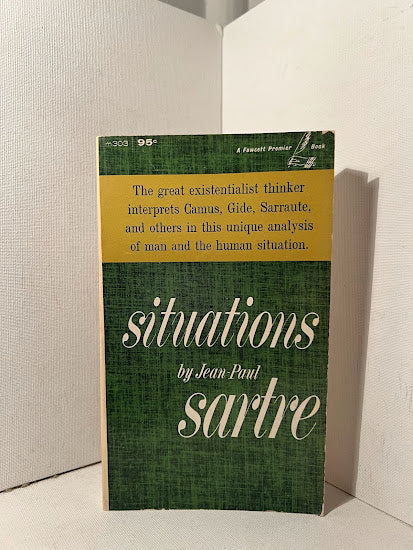 m303 95¢ A Fawcett Premier Book
The great existentialist thinker
interprets Camus, Gide, Sarraute,
and others in this unique analysis
of man and the human situation.
situations
by Jean-Paul
sartre